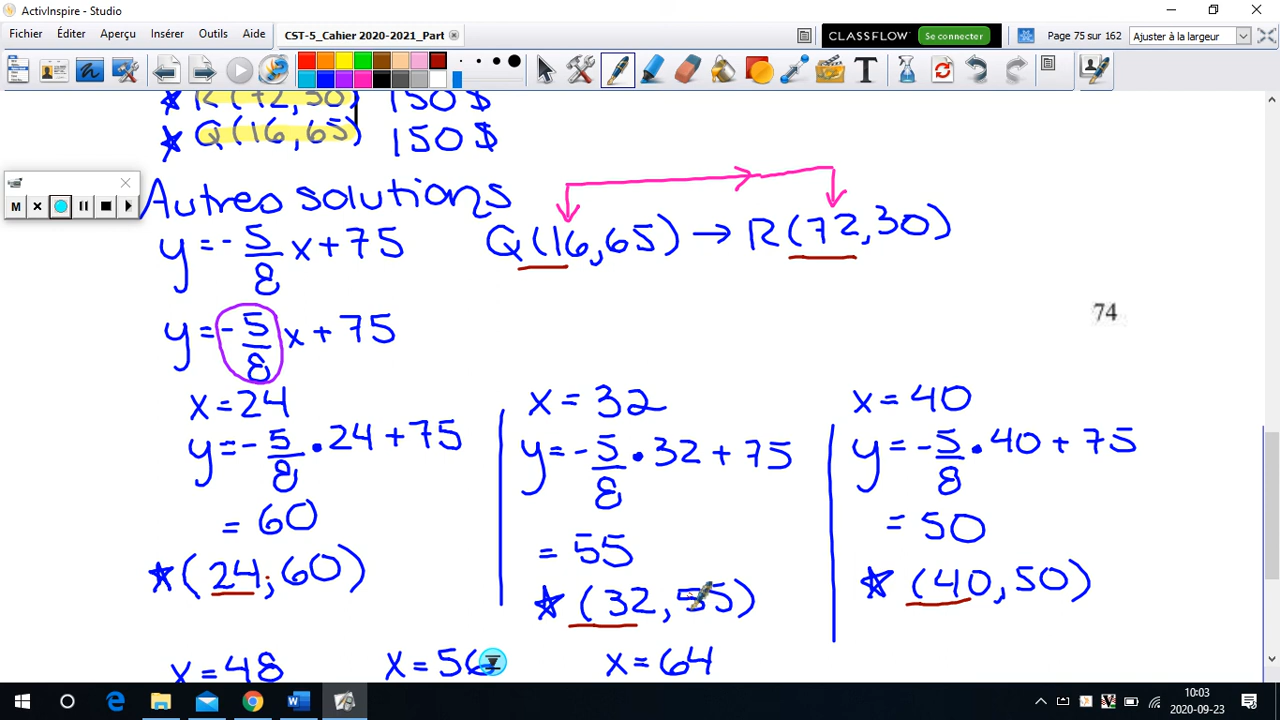 ActivInspire - Studio
Fichier Éditer Aperçu Insérer Outils Aide CST-5_Cahier 2020-2021_Part CLASSFLOW Se connecter Page 75 sur 162 Ajuster à la largeur
★ R(72,30) 150$
★ Q(16,65) 150$
M
Autres solutions
y=-5/8 x+75
Q(16,65) → R(72,30)
74
y=-5/8 x+75
x=24
y=-5/8•24+75
=60
★(24,60)
x=32
y=-5/8•32+75
=55
★(32,55)
x=40
y=-5/8•40+75
=50
★(40,50)
x=48 x=56 x=64
10:03
2020-09-23